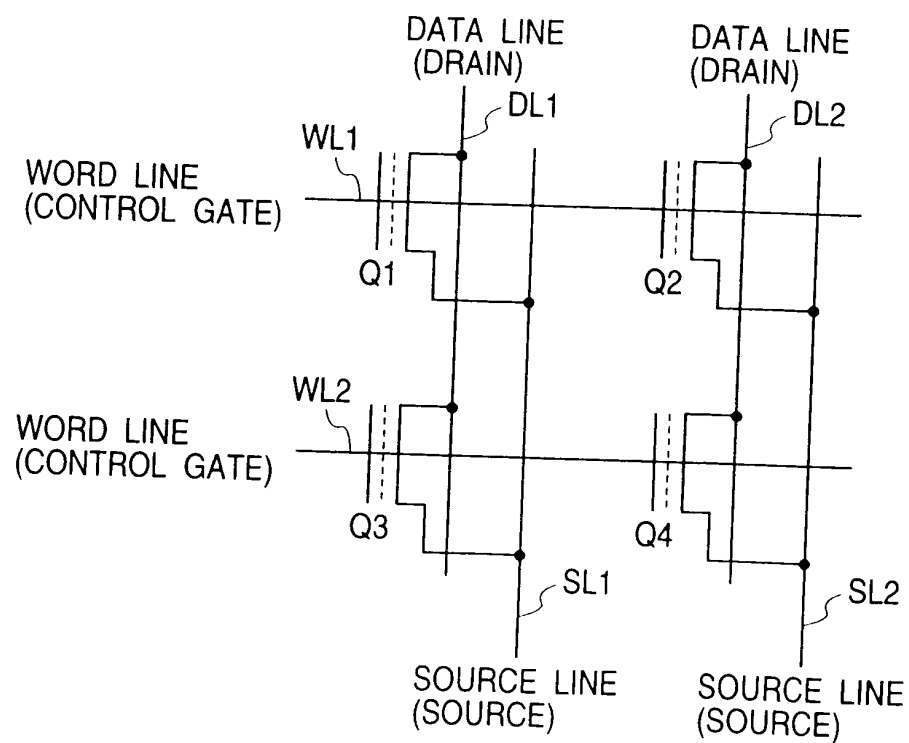 DATA LINE
(DRAIN)
DATA LINE
(DRAIN)
DL1
DL2
WL1
WORD LINE
(CONTROL GATE)
Q1
Q2
WL2
WORD LINE
(CONTROL GATE)
Q3
Q4
SL1
SL2
SOURCE LINE
(SOURCE)
SOURCE LINE
(SOURCE)